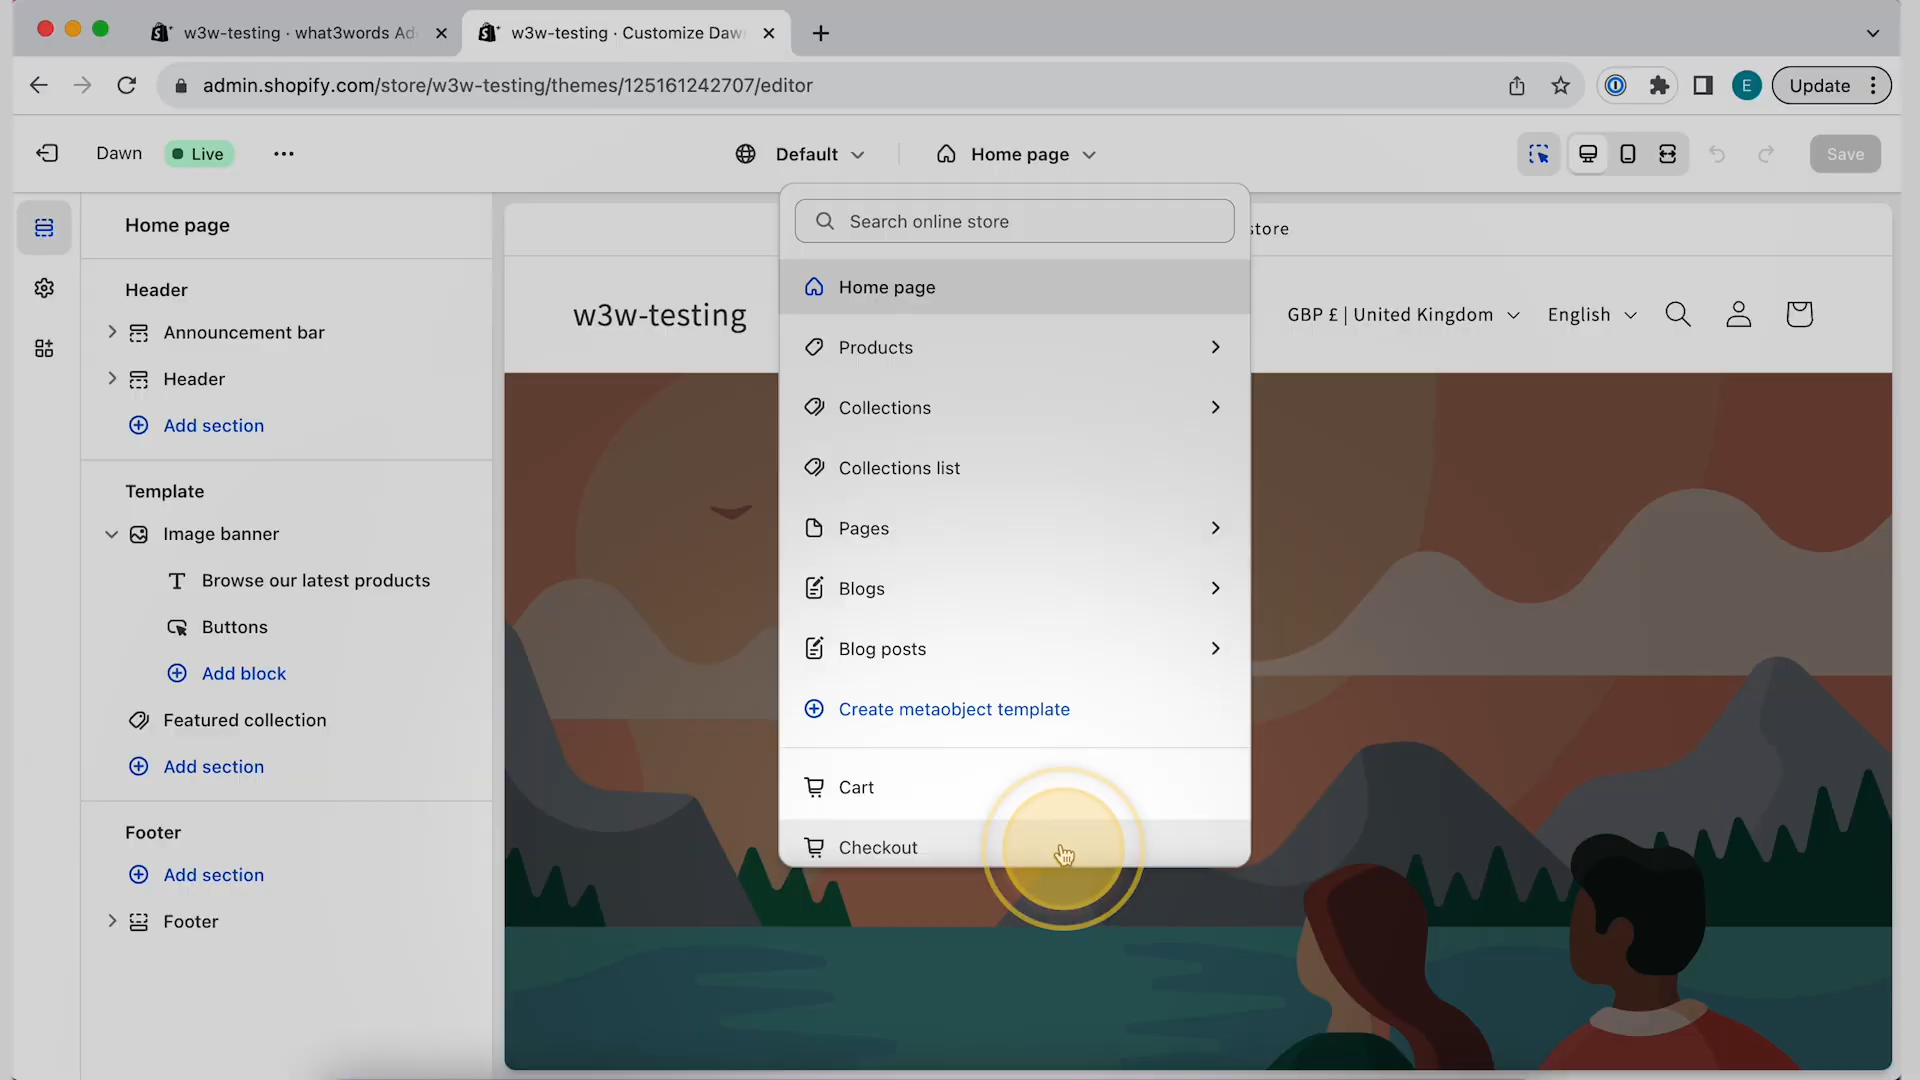 w3w-testing · what3words Ad
w3w-testing · Customize Daw
admin.shopify.com/store/w3w-testing/themes/125161242707/editor
E
Update
Dawn
Live
Default
Home page
Save
Home page
Header
Announcement bar
Header
Add section
Template
Image banner
Browse our latest products
Buttons
Add block
Featured collection
Add section
Footer
Add section
Footer
Search online store
Home page
Products
Collections
Collections list
Pages
Blogs
Blog posts
Create metaobject template
Cart
Checkout
store
w3w-testing
GBP £ | United Kingdom
English